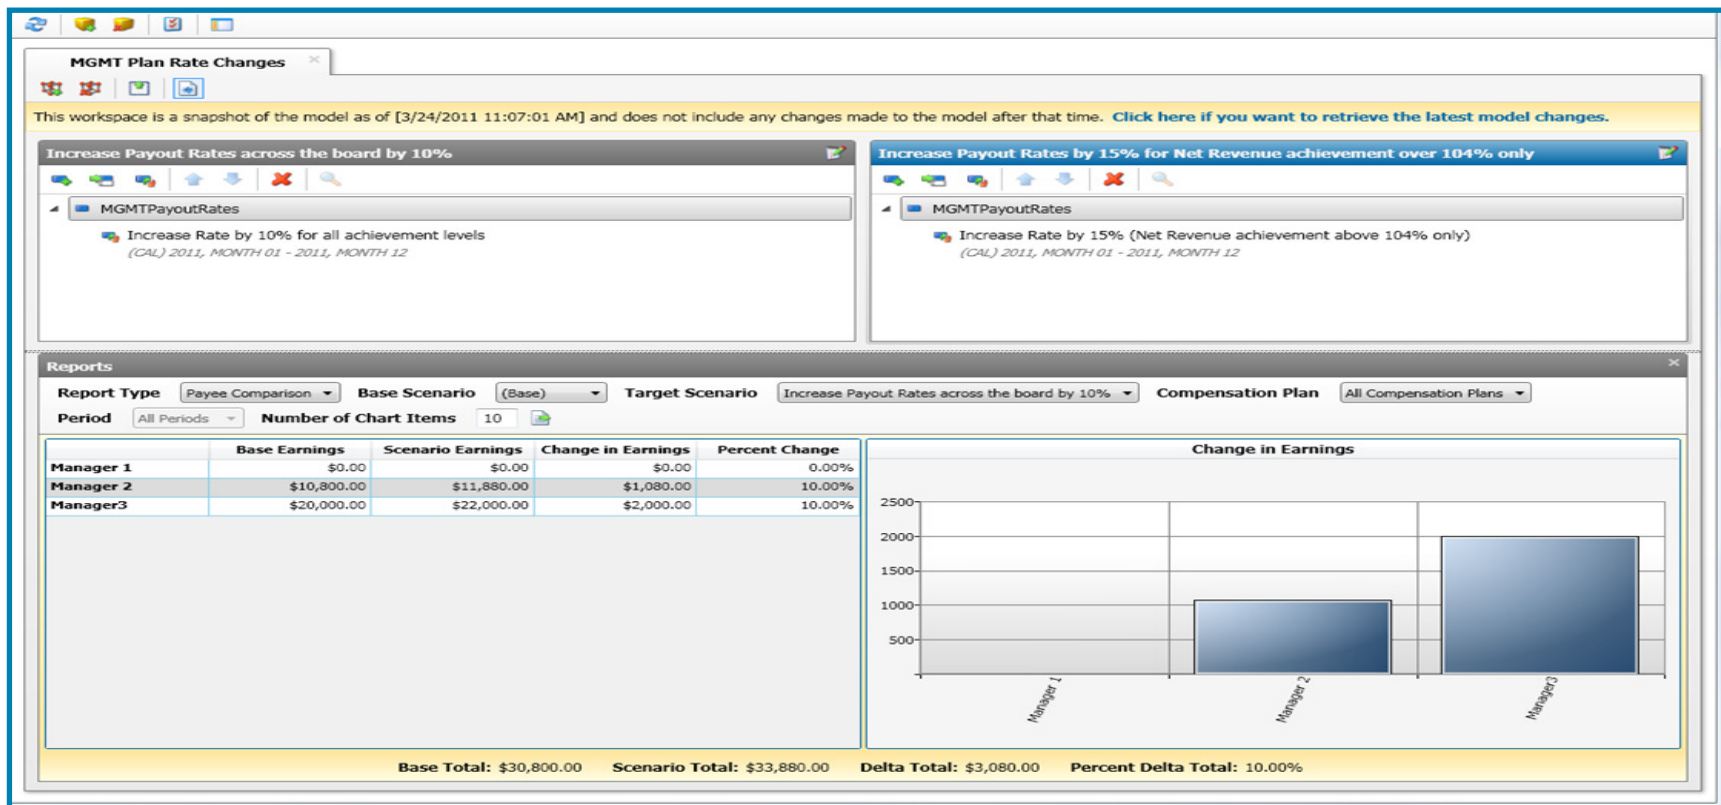 MGMT Plan Rate Changes
This workspace is a snapshot of the model as of [3/24/2011 11:07:01 AM] and does not include any changes made to the model after that time. Click here if you want to retrieve the latest model changes.
Increase Payout Rates across the board by 10%
MGMTPayoutRates
Increase Rate by 10% for all achievement levels
(CAL) 2011, MONTH 01 - 2011, MONTH 12
Increase Payout Rates by 15% for Net Revenue achievement over 104% only
MGMTPayoutRates
Increase Rate by 15% (Net Revenue achievement above 104% only)
(CAL) 2011, MONTH 01 - 2011, MONTH 12
Reports
Report Type Payee Comparison Base Scenario (Base) Target Scenario Increase Payout Rates across the board by 10% Compensation Plan All Compensation Plans
Period All Periods Number of Chart Items 10
Base Earnings Scenario Earnings Change in Earnings Percent Change
Manager 1 $0.00 $0.00 $0.00 0.00%
Manager 2 $10,800.00 $11,880.00 $1,080.00 10.00%
Manager3 $20,000.00 $22,000.00 $2,000.00 10.00%
Change in Earnings
2500
2000
1500
1000
500
Manager 1
Manager 2
Manager3
Base Total: $30,800.00 Scenario Total: $33,880.00 Delta Total: $3,080.00 Percent Delta Total: 10.00%